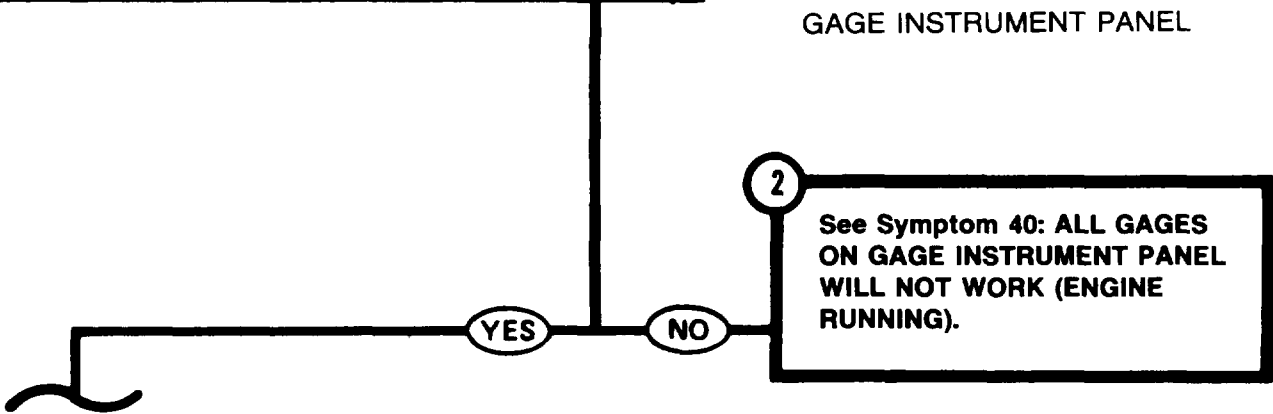 GAGE INSTRUMENT PANEL
2
See Symptom 40: ALL GAGES
ON GAGE INSTRUMENT PANEL
WILL NOT WORK (ENGINE
RUNNING).
YES
NO